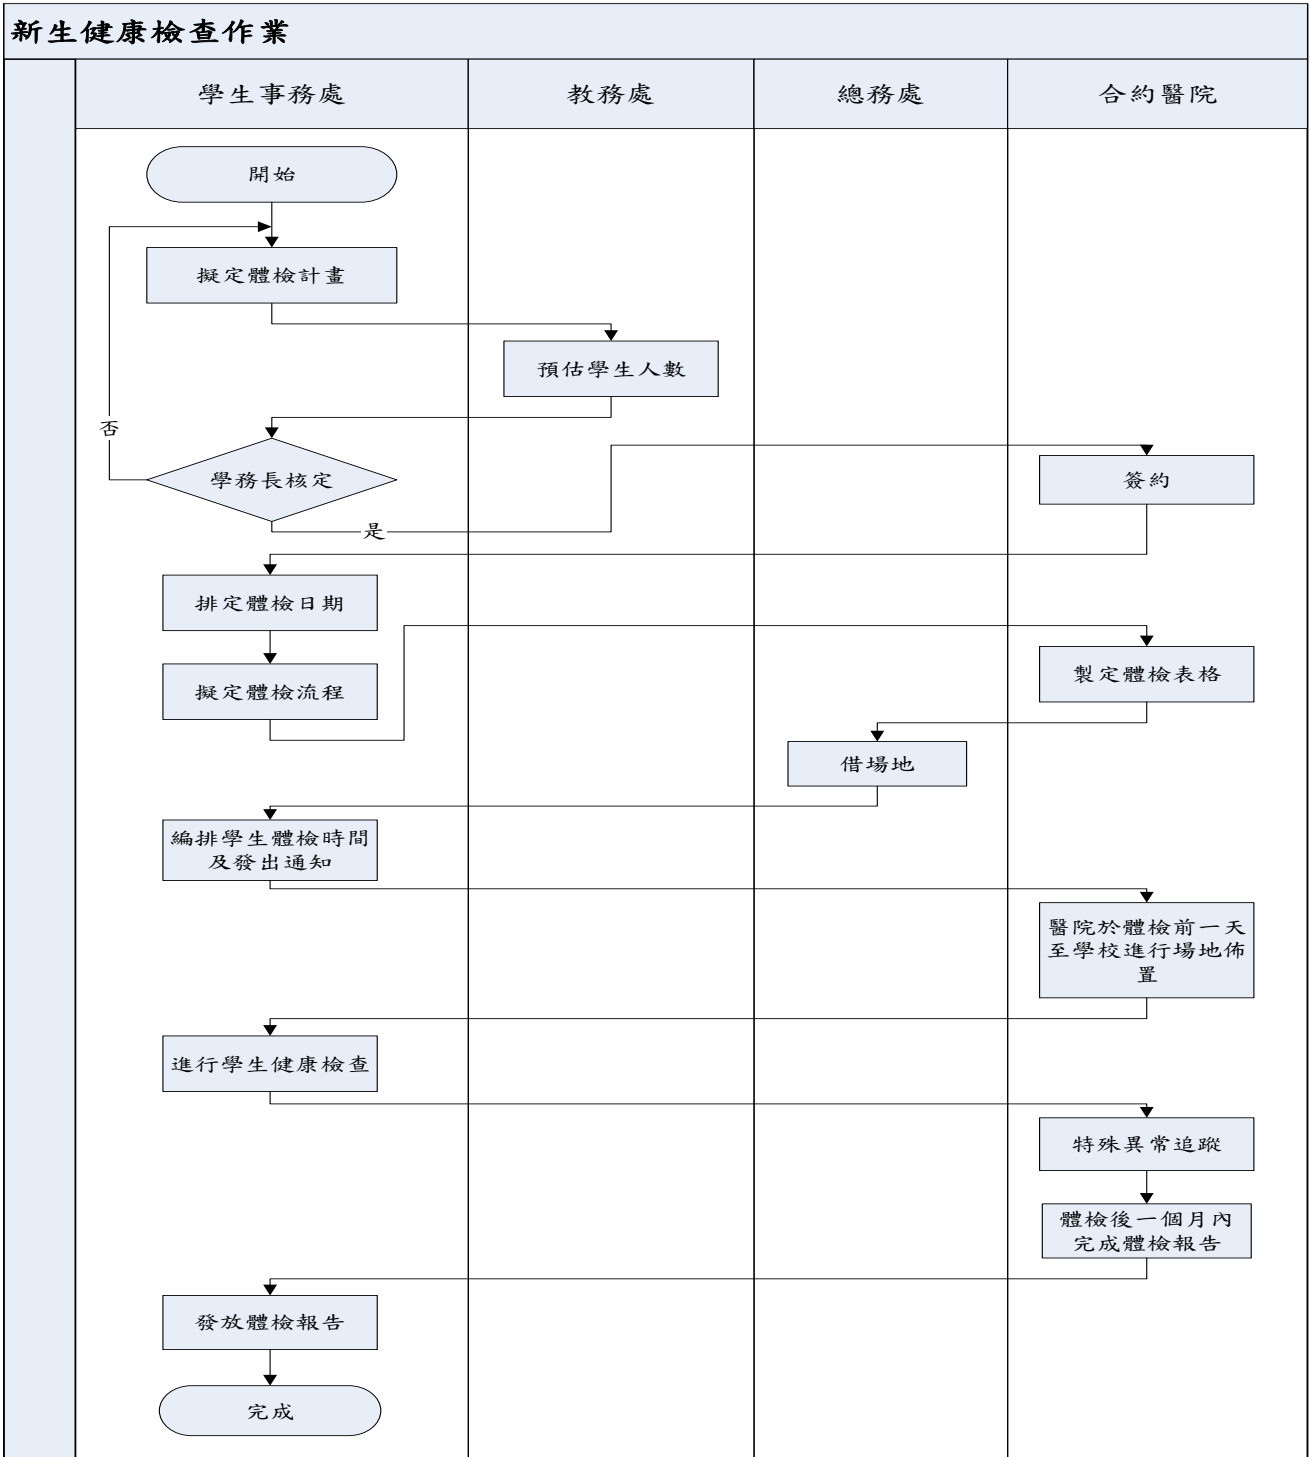 新生健康檢查作業
學生事務處
教務處
總務處
合約醫院
開始
擬定體檢計畫
預估學生人數
否
學務長核定
簽約
是
排定體檢日期
擬定體檢流程
製定體檢表格
借場地
編排學生體檢時間
及發出通知
醫院於體檢前一天
至學校進行場地佈
置
進行學生健康檢查
特殊異常追蹤
體檢後一個月內
完成體檢報告
發放體檢報告
完成